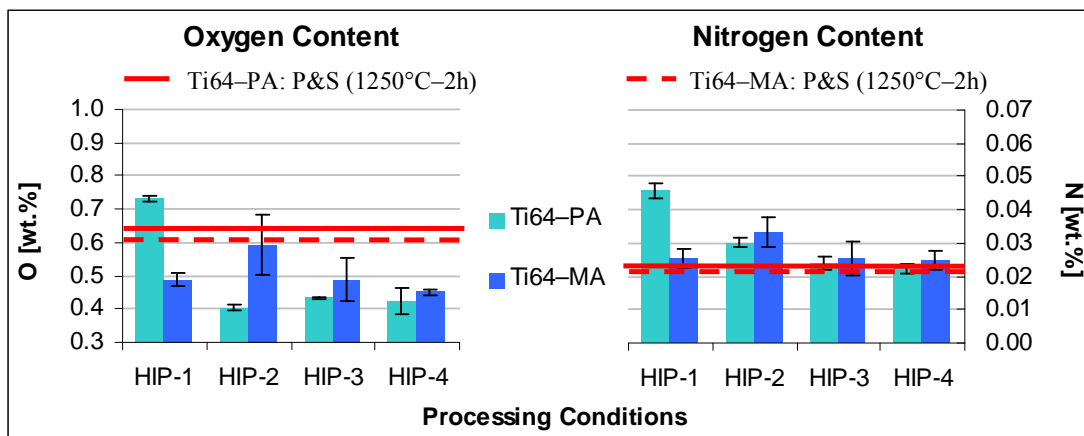 Oxygen Content
Nitrogen Content
Ti64–PA: P&S (1250°C–2h)
Ti64–MA: P&S (1250°C–2h)
O [wt.%]
1.0
0.9
0.8
0.7
0.6
0.5
0.4
0.3
HIP-1 HIP-2 HIP-3 HIP-4
Ti64–PA
Ti64–MA
0.07
0.06
0.05
0.04
0.03
0.02
0.01
0.00
N [wt.%]
HIP-1 HIP-2 HIP-3 HIP-4
Processing Conditions